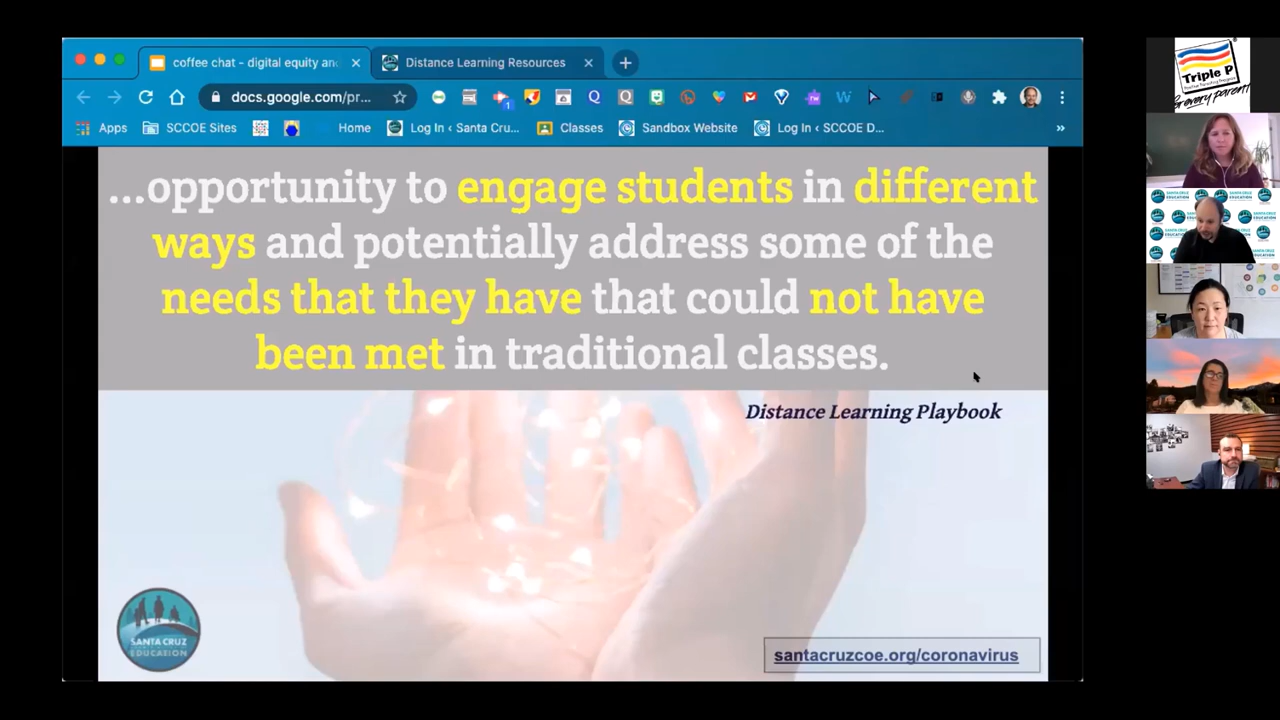 coffee chat - digital equity an
Distance Learning Resources
docs.google.com/pr...
Apps
SCCOE Sites
Home
Log In ‹ Santa Cru...
Classes
Sandbox Website
Log In ‹ SCCOE D...
...opportunity to engage students in different
ways and potentially address some of the
needs that they have that could not have
been met in traditional classes.
Distance Learning Playbook
SANTA CRUZ
EDUCATION
santacruzcoe.org/coronavirus
Triple P
for every parent